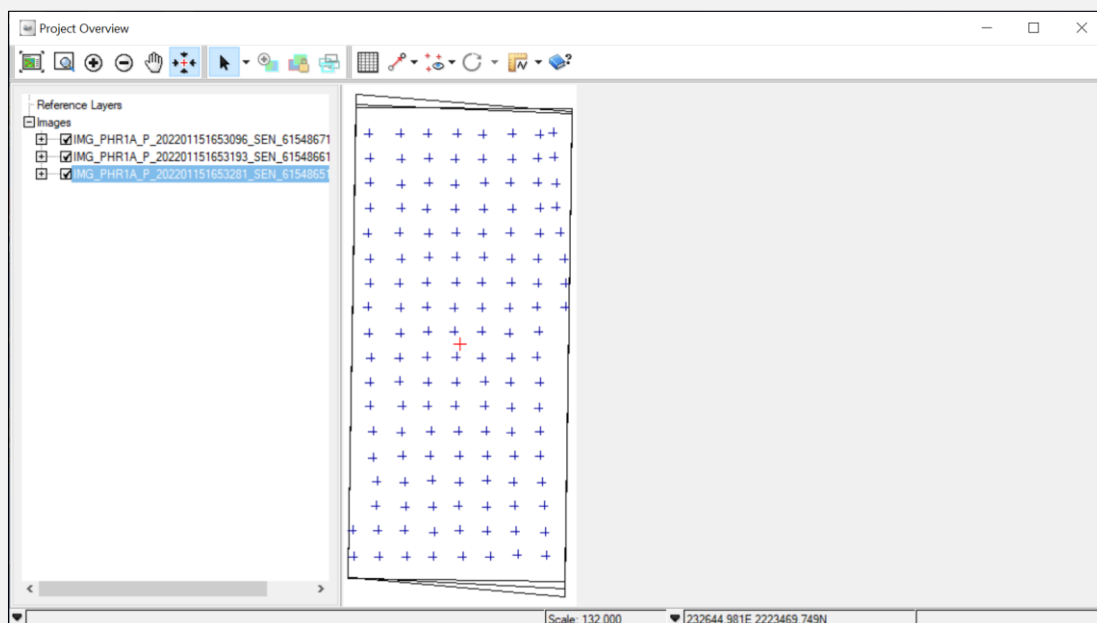 Project Overview
Reference Layers
Images
IMG_PHR1A_P_202201151653096_SEN_61548671
IMG_PHR1A_P_202201151653193_SEN_61548661
IMG_PHR1A_P_202201151653281_SEN_61548651
Scale: 132.000 232644.981E 2223469.749N